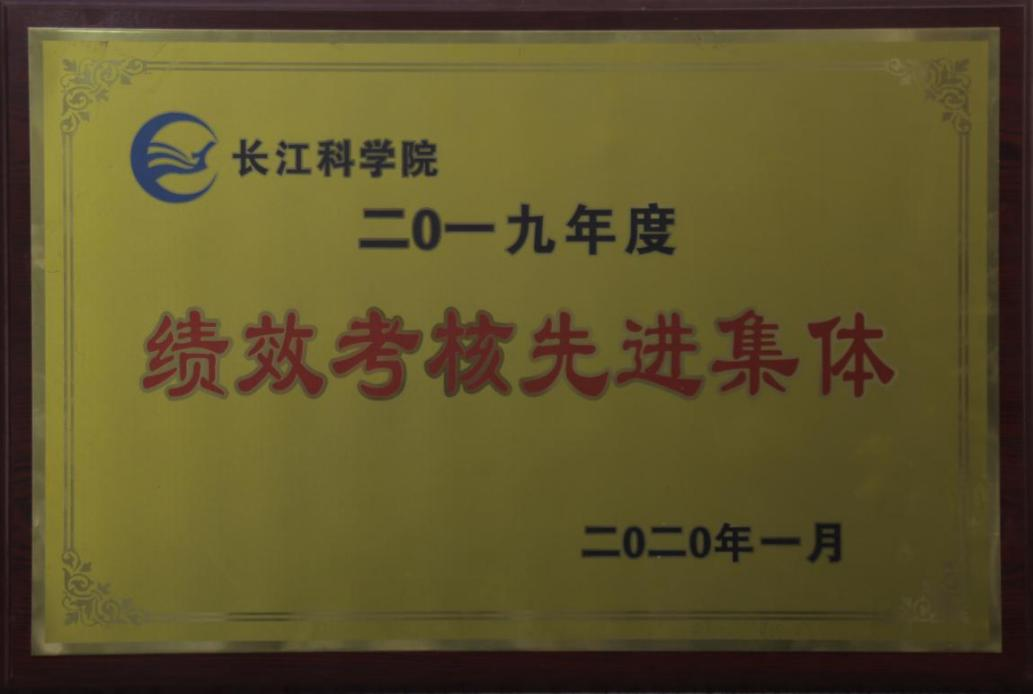 长江科学院
二0一九年度
绩效考核先进集体
二0二0年一月